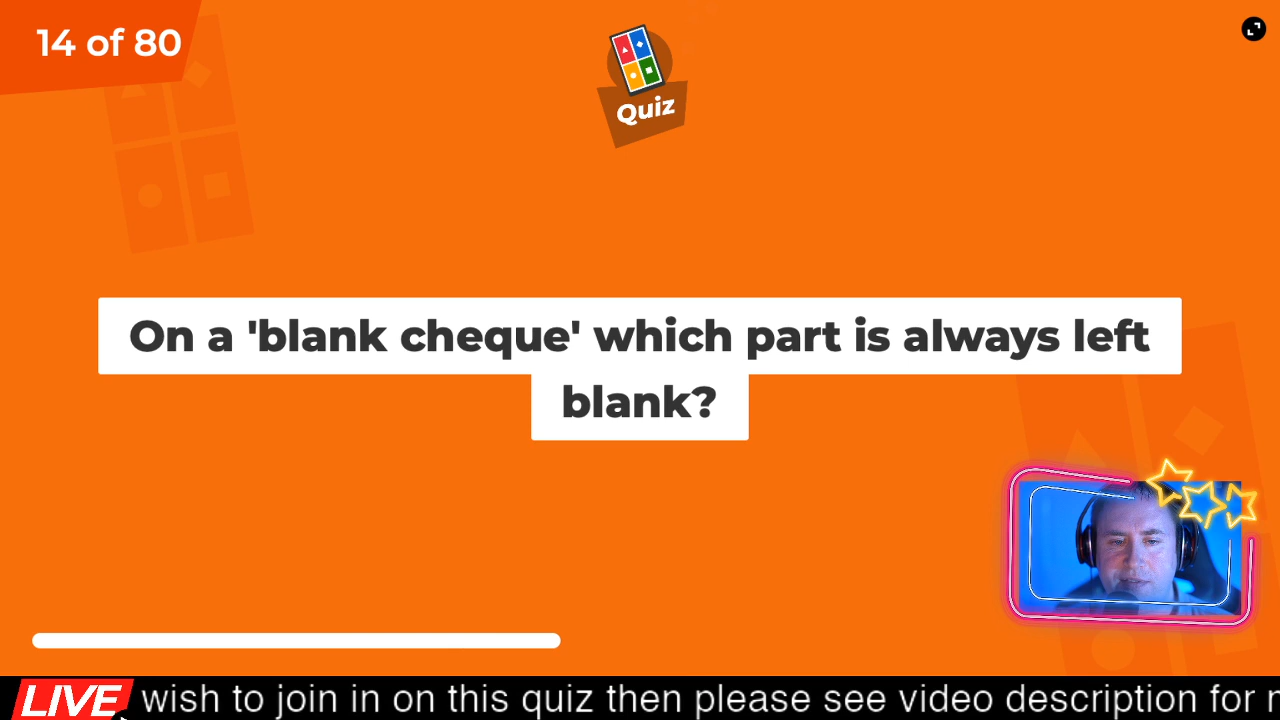 14 of 80
Quiz
On a 'blank cheque' which part is always left
blank?
LIVE wish to join in on this quiz then please see video description for